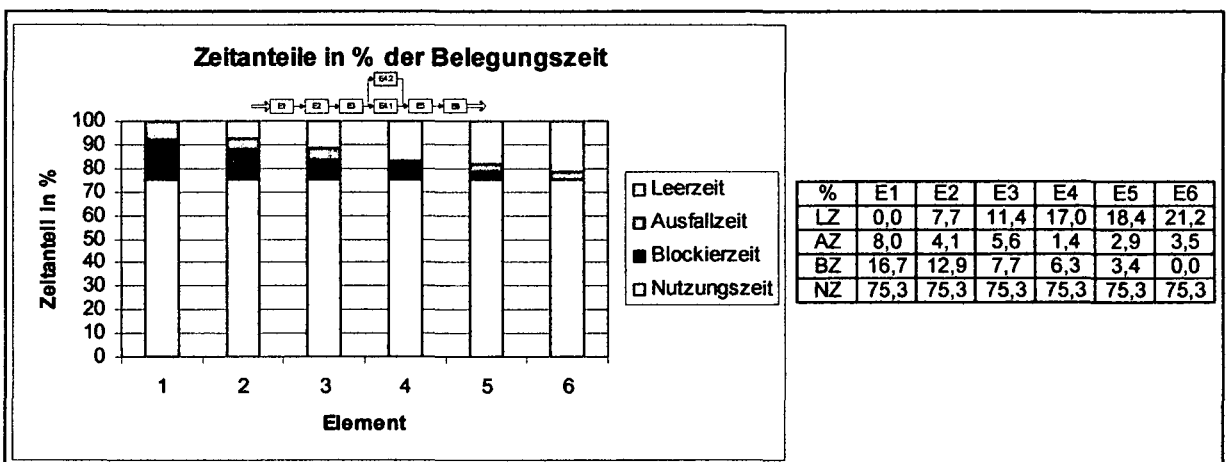 Zeitanteile in % der Belegungszeit
E4.2
E1 E2 E3 E4.1 E5 E6
Zeitanteil in %
100
90
80
70
60
50
40
30
20
10
0
1 2 3 4 5 6
Element
Leerzeit
Ausfallzeit
Blockierzeit
Nutzungszeit
% E1 E2 E3 E4 E5 E6
LZ 0,0 7,7 11,4 17,0 18,4 21,2
AZ 8,0 4,1 5,6 1,4 2,9 3,5
BZ 16,7 12,9 7,7 6,3 3,4 0,0
NZ 75,3 75,3 75,3 75,3 75,3 75,3